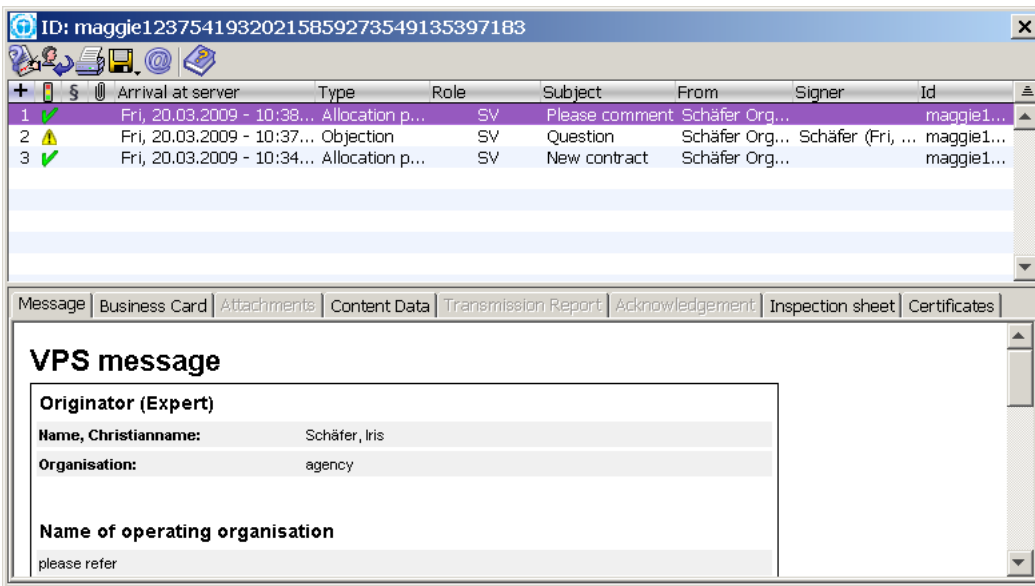 ID: maggie1237541932021585927354913539​7183
+ § Arrival at server Type Role Subject From Signer Id
1 Fri, 20.03.2009 - 10:38... Allocation p... SV Please comment Schäfer Org... maggie1...
2 Fri, 20.03.2009 - 10:37... Objection SV Question Schäfer Org... Schäfer (Fri, ... maggie1...
3 Fri, 20.03.2009 - 10:34... Allocation p... SV New contract Schäfer Org... maggie1...
Message Business Card Attachments Content Data Transmission Report Acknowledgement Inspection sheet Certificates
VPS message
Originator (Expert)
Name, Christianname: Schäfer, Iris
Organisation: agency
Name of operating organisation
please refer